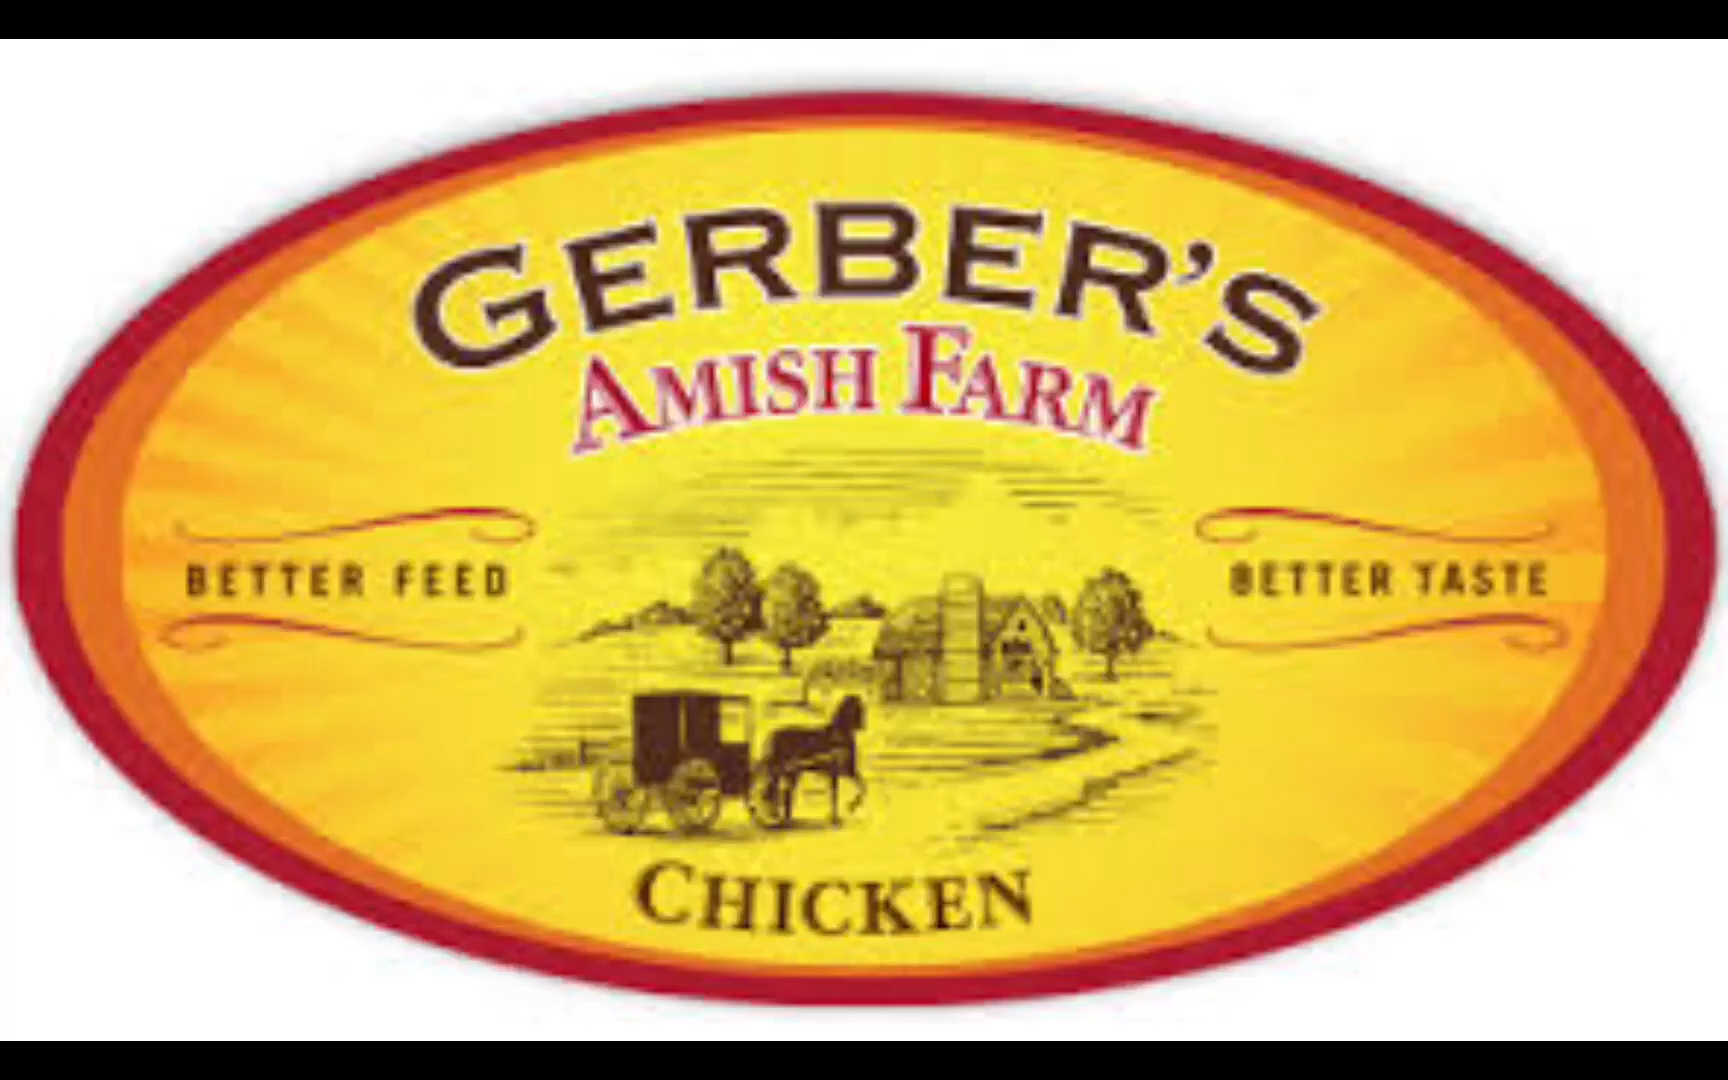 GERBER'S
AMISH FARM
BETTER FEED
BETTER TASTE
CHICKEN